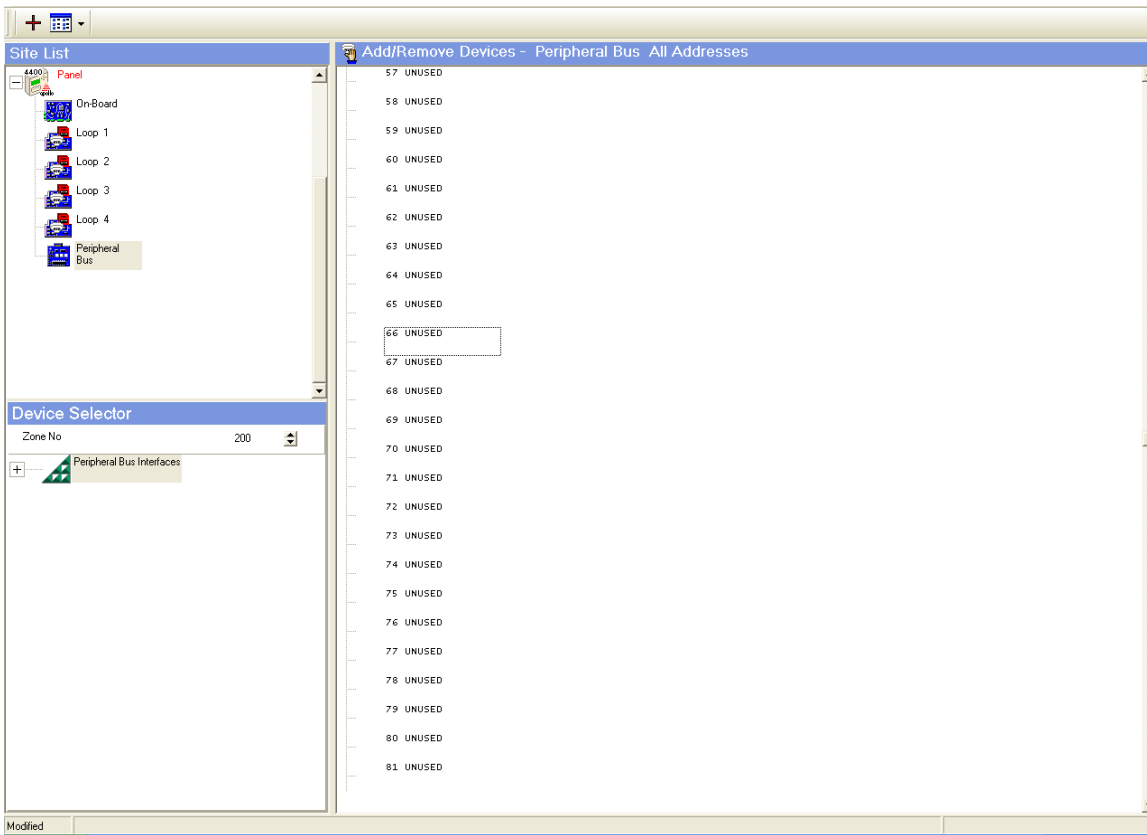 Site List
4400
Panel
apollo
On-Board
Loop 1
Loop 2
Loop 3
Loop 4
Peripheral
Bus
Device Selector
Zone No 200
Peripheral Bus Interfaces
Add/Remove Devices - Peripheral Bus All Addresses
57 UNUSED
58 UNUSED
59 UNUSED
60 UNUSED
61 UNUSED
62 UNUSED
63 UNUSED
64 UNUSED
65 UNUSED
66 UNUSED
67 UNUSED
68 UNUSED
69 UNUSED
70 UNUSED
71 UNUSED
72 UNUSED
73 UNUSED
74 UNUSED
75 UNUSED
76 UNUSED
77 UNUSED
78 UNUSED
79 UNUSED
80 UNUSED
81 UNUSED
Modified